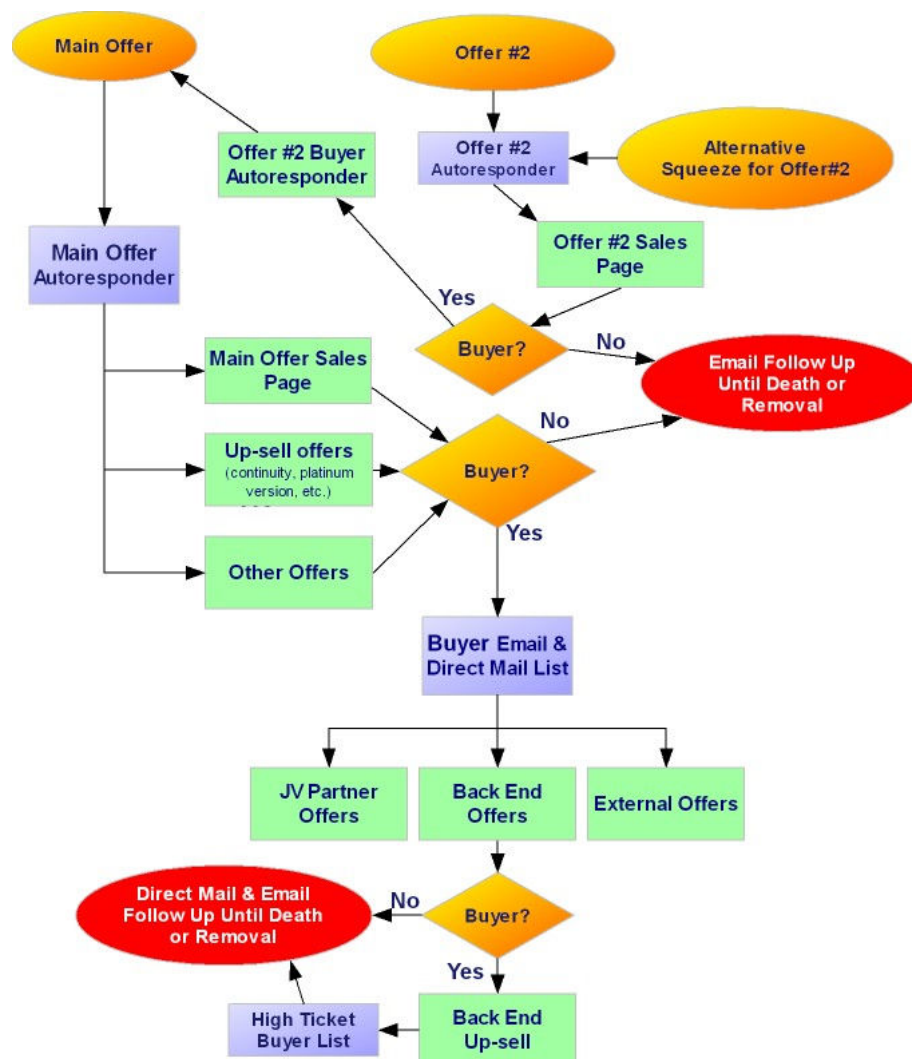 Main Offer
Offer #2
Offer #2 Buyer
Autoresponder
Offer #2
Autoresponder
Alternative
Squeeze for Offer#2
Main Offer
Autoresponder
Offer #2 Sales
Page
Yes
Buyer?
No
Main Offer Sales
Page
Email Follow Up
Until Death or
Removal
No
Up-sell offers
(continuity, platinum
version, etc.)
Buyer?
Yes
Other Offers
Buyer Email &
Direct Mail List
JV Partner
Offers
Back End
Offers
External Offers
Direct Mail & Email
Follow Up Until Death
or Removal
No
Buyer?
Yes
High Ticket
Buyer List
Back End
Up-sell